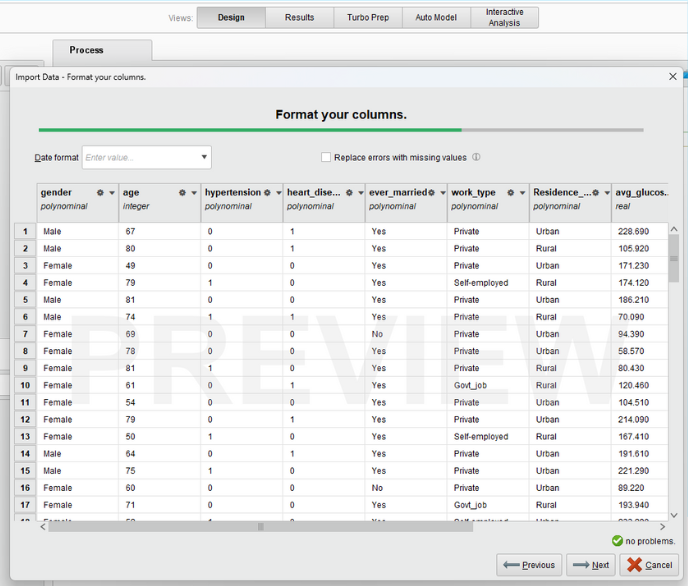 Views: Design Results Turbo Prep Auto Model Interactive Analysis
Process
Import Data - Format your columns.
Format your columns.
Date format Enter value... Replace errors with missing values
gender age hypertension heart_dise... ever_married work_type Residence_... avg_glucos...
polynominal integer polynominal polynominal polynominal polynominal polynominal real
1 Male 67 0 1 Yes Private Urban 228.690
2 Male 80 0 1 Yes Private Rural 105.920
3 Female 49 0 0 Yes Private Urban 171.230
4 Female 79 1 0 Yes Self-employed Rural 174.120
5 Male 81 0 0 Yes Private Urban 186.210
6 Male 74 1 1 Yes Private Rural 70.090
7 Female 69 0 0 No Private Urban 94.390
8 Female 78 0 0 Yes Private Urban 58.570
9 Female 81 1 0 Yes Private Rural 80.430
10 Female 61 0 1 Yes Govt_job Rural 120.460
11 Female 54 0 0 Yes Private Urban 104.510
12 Female 79 0 1 Yes Private Urban 214.090
13 Female 50 1 0 Yes Self-employed Rural 167.410
14 Male 64 0 1 Yes Private Urban 191.610
15 Male 75 1 0 Yes Private Urban 221.290
16 Female 60 0 0 No Private Urban 89.220
17 Female 71 0 0 Yes Govt_job Rural 193.940
PREVIEW
no problems.
Previous Next Cancel